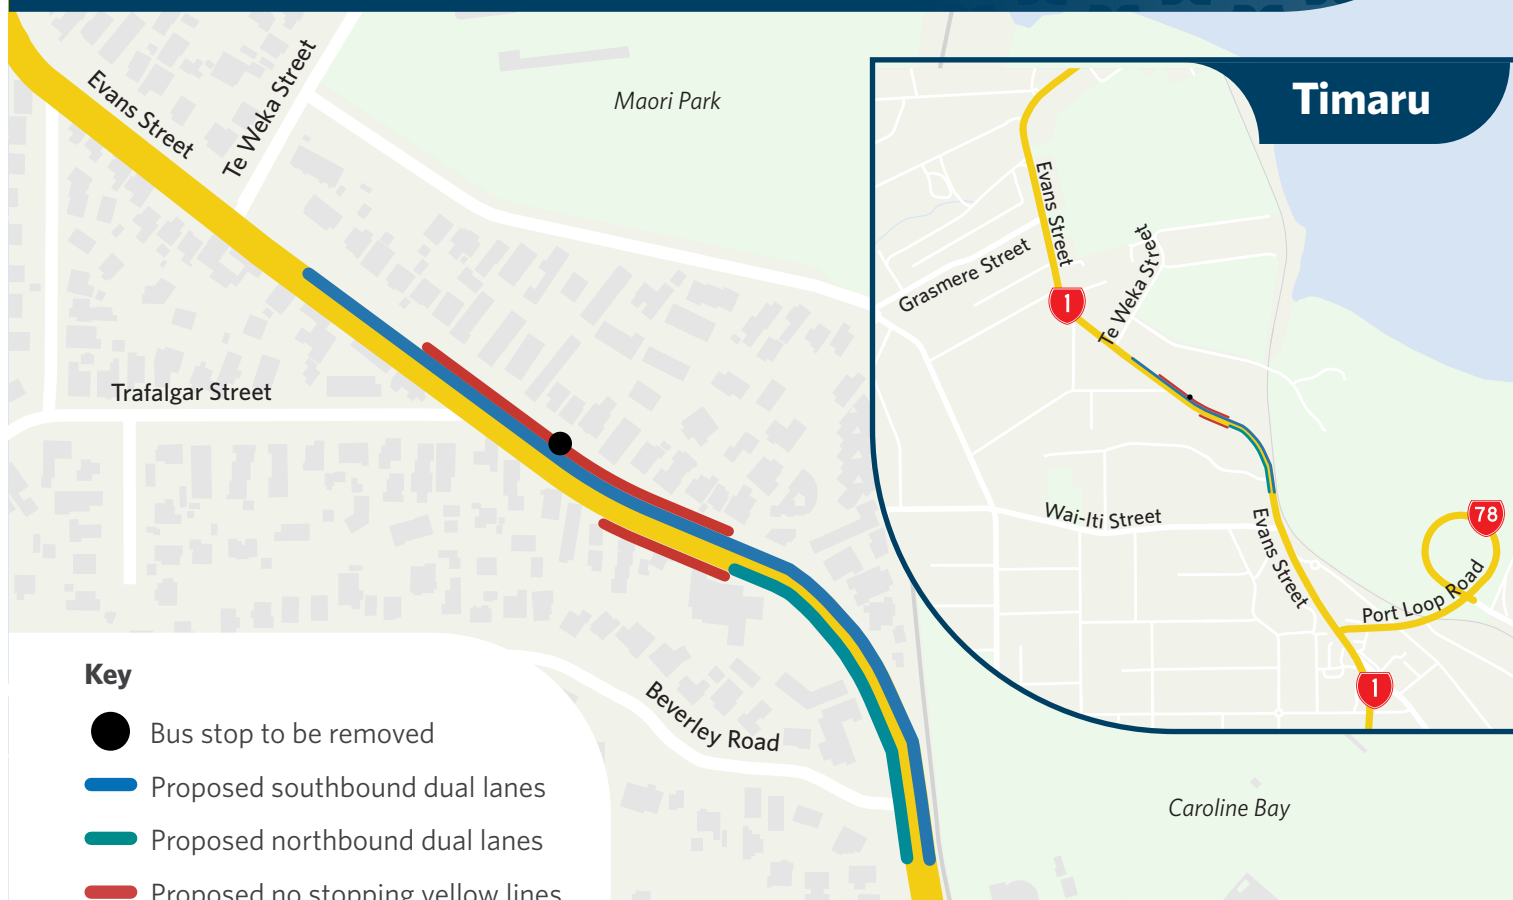 Evans Street
Te Weka Street
Maori Park
Trafalgar Street
Beverley Road
Caroline Bay
Key
Bus stop to be removed
Proposed southbound dual lanes
Proposed northbound dual lanes
Proposed no stopping yellow lines
Timaru
Evans Street
Grasmere Street
Te Weka Street
1
Wai-Iti Street
Evans Street
78
Port Loop Road
1